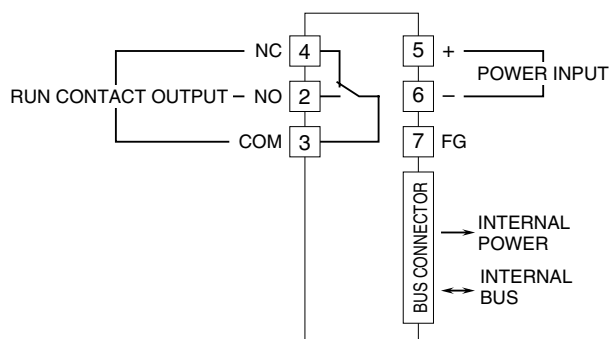 NC 4
RUN CONTACT OUTPUT NO 2
COM 3
5 +
POWER INPUT
6 −
7 FG
BUS CONNECTOR
INTERNAL
POWER
INTERNAL
BUS